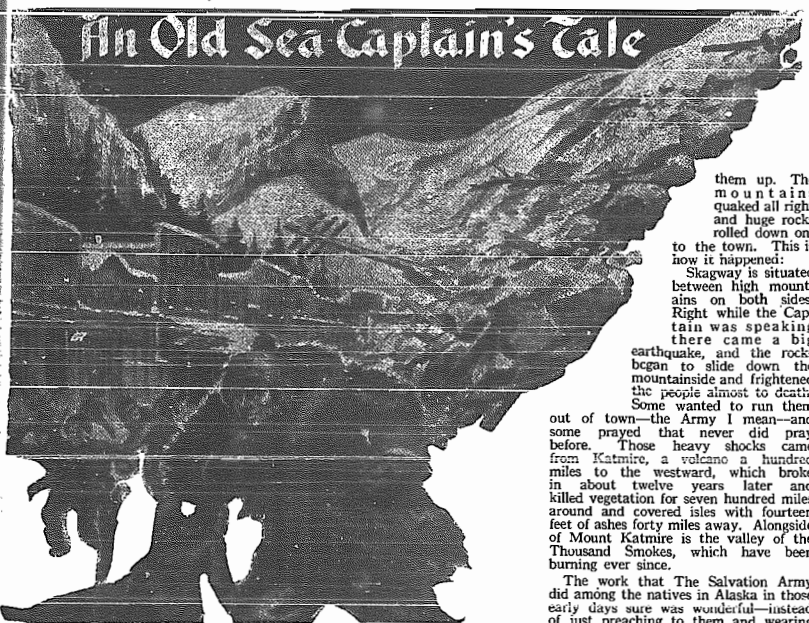 An Old Sea Captain's Tale
them up. Th
mountain
quaked all righ
and huge rock
rolled down on
to the town. This i
how it happened:
Skagway is situate
between high mount
ains on both sides
Right while the Cap
tain was speaking
there came a big
earthquake, and the rock
began to slide down the
mountainside and frightened
the people almost to death
Some wanted to run them
out of town—the Army I mean—and
some prayed that never did pray
before. Those heavy shocks came
from Katmire, a volcano a hundred
miles to the westward, which broke
in about twelve years later and
killed vegetation for seven hundred miles
around and covered isles with fourteen
feet of ashes forty miles away. Alongside
of Mount Katmire is the valley of the
Thousand Smokes, which have been
burning ever since.
The work that The Salvation Army
did among the natives in Alaska in those
early days sure was wonderful—instead
of just preaching to them and wearing